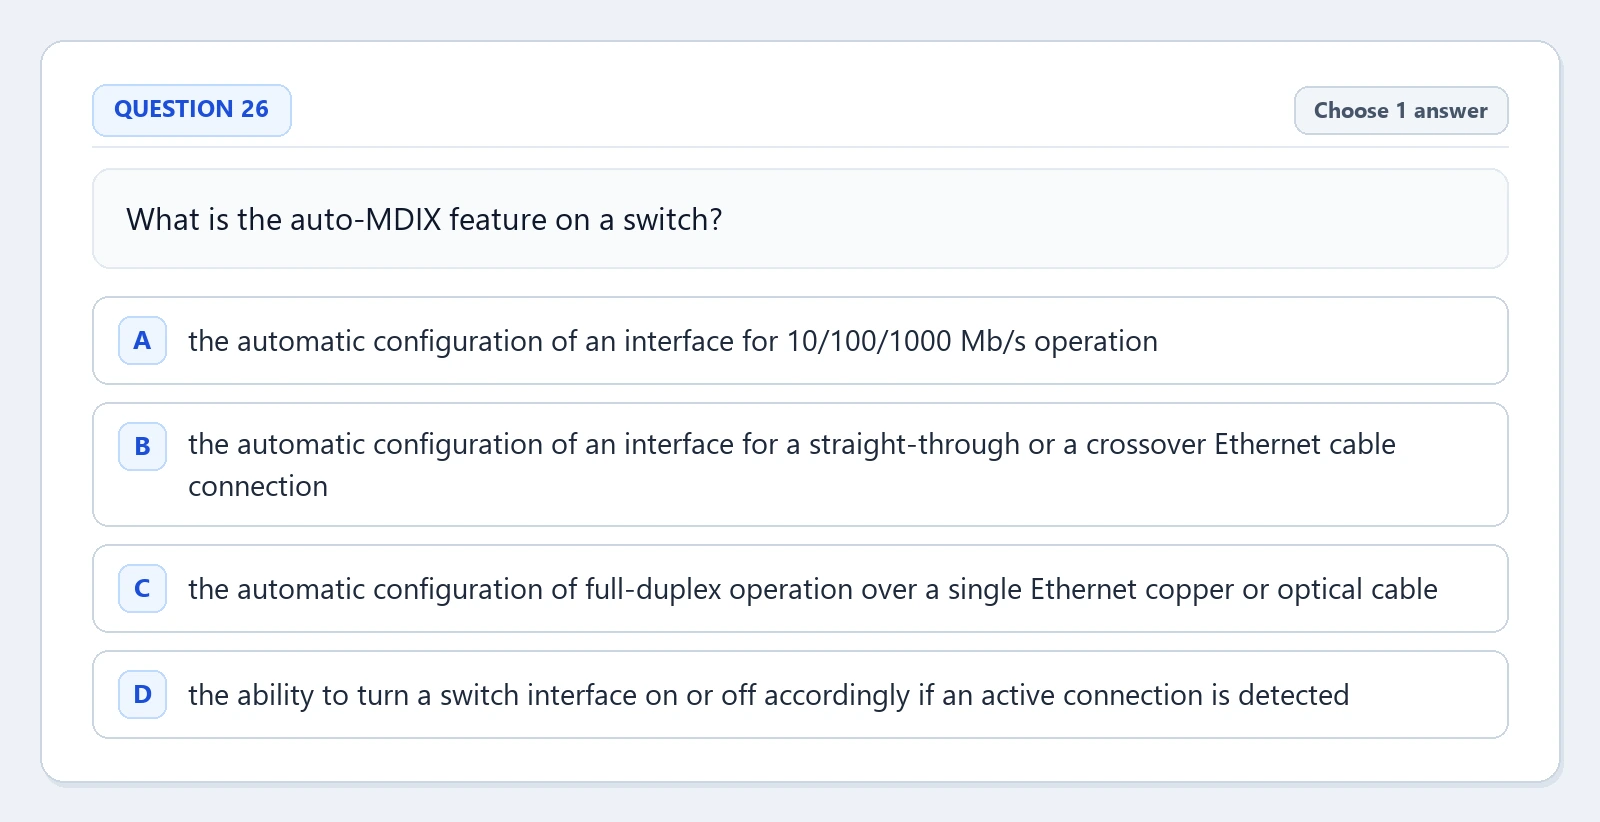 QUESTION 26
Choose 1 answer
What is the auto-MDIX feature on a switch?
A
the automatic configuration of an interface for 10/100/1000 Mb/s operation
B
the automatic configuration of an interface for a straight-through or a crossover Ethernet cable
connection
C
the automatic configuration of full-duplex operation over a single Ethernet copper or optical cable
D
the ability to turn a switch interface on or off accordingly if an active connection is detected